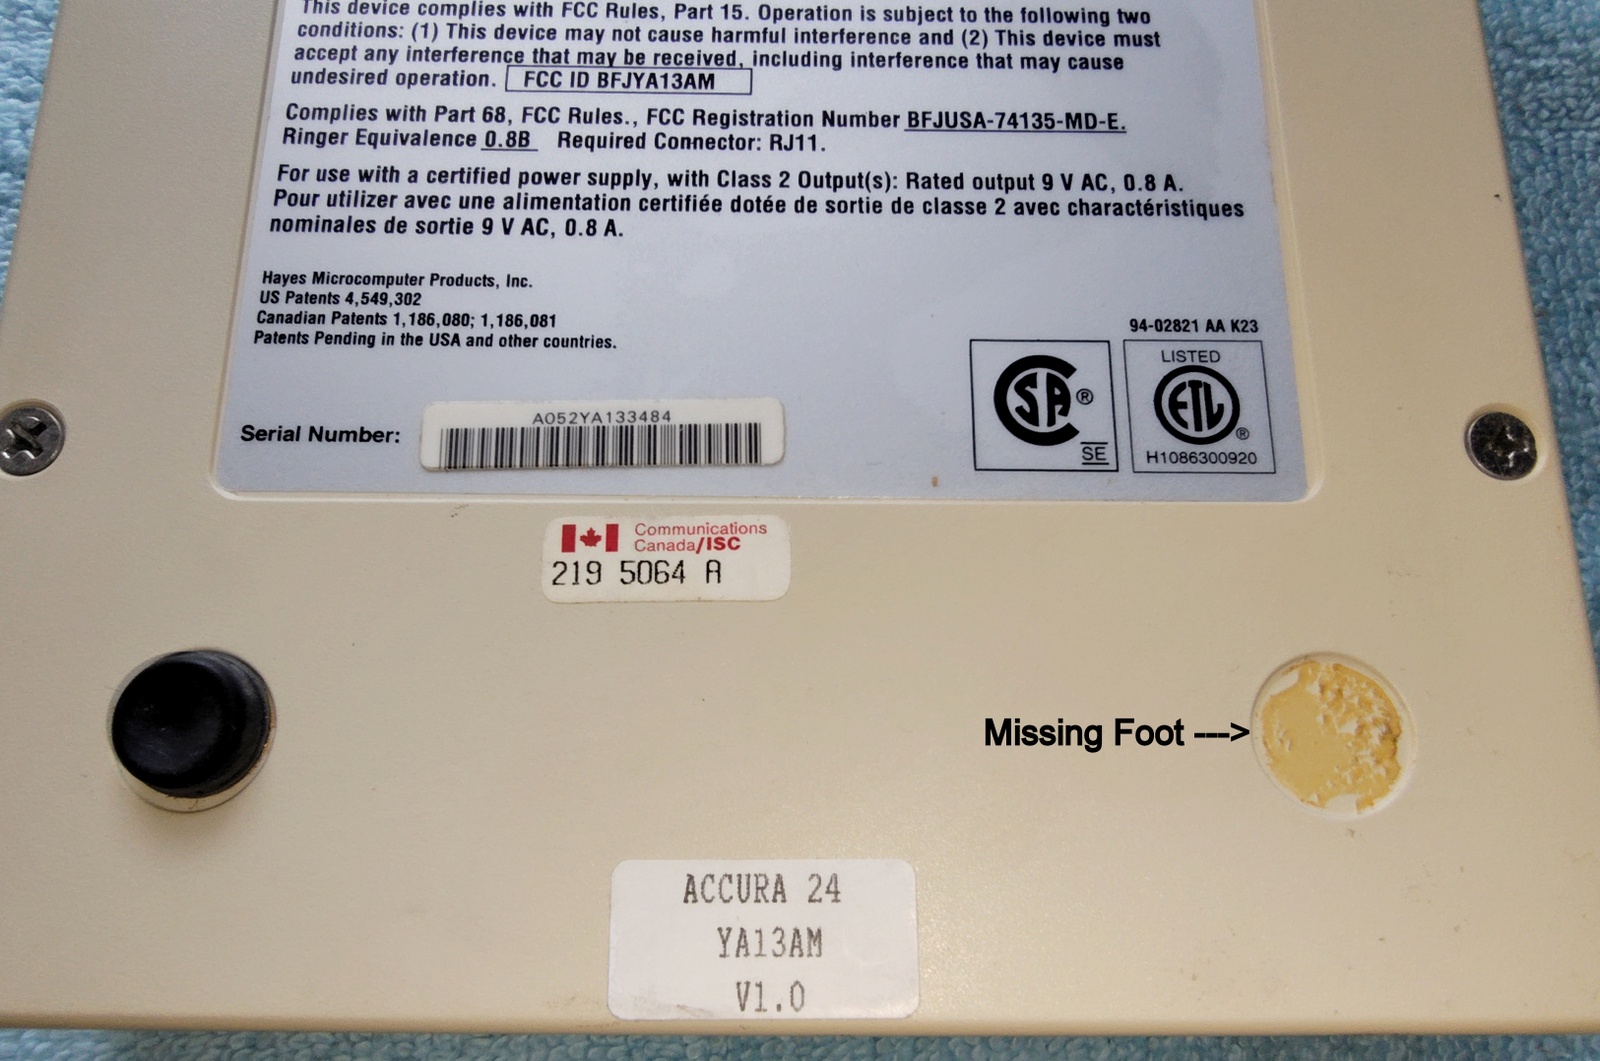 This device complies with FCC Rules, Part 15. Operation is subject to the following two
conditions: (1) This device may not cause harmful interference and (2) This device must
accept any interference that may be received, including interference that may cause
undesired operation. FCC ID BFJYA13AM
Complies with Part 68, FCC Rules., FCC Registration Number BFJUSA-74135-MD-E.
Ringer Equivalence 0.8B Required Connector: RJ11.
For use with a certified power supply, with Class 2 Output(s): Rated output 9 V AC, 0.8 A.
Pour utilizer avec une alimentation certifiée dotée de sortie de classe 2 avec charactéristiques
nominales de sortie 9 V AC, 0.8 A.
Hayes Microcomputer Products, Inc.
US Patents 4,549,302
Canadian Patents 1,186,080; 1,186,081
Patents Pending in the USA and other countries.
94-02821 AA K23
Serial Number:
A052YA133484
CSA ®
SE
LISTED
ETL ®
H1086300920
Communications
Canada/ISC
219 5064 A
Missing Foot --->
ACCURA 24
YA13AM
V1.0